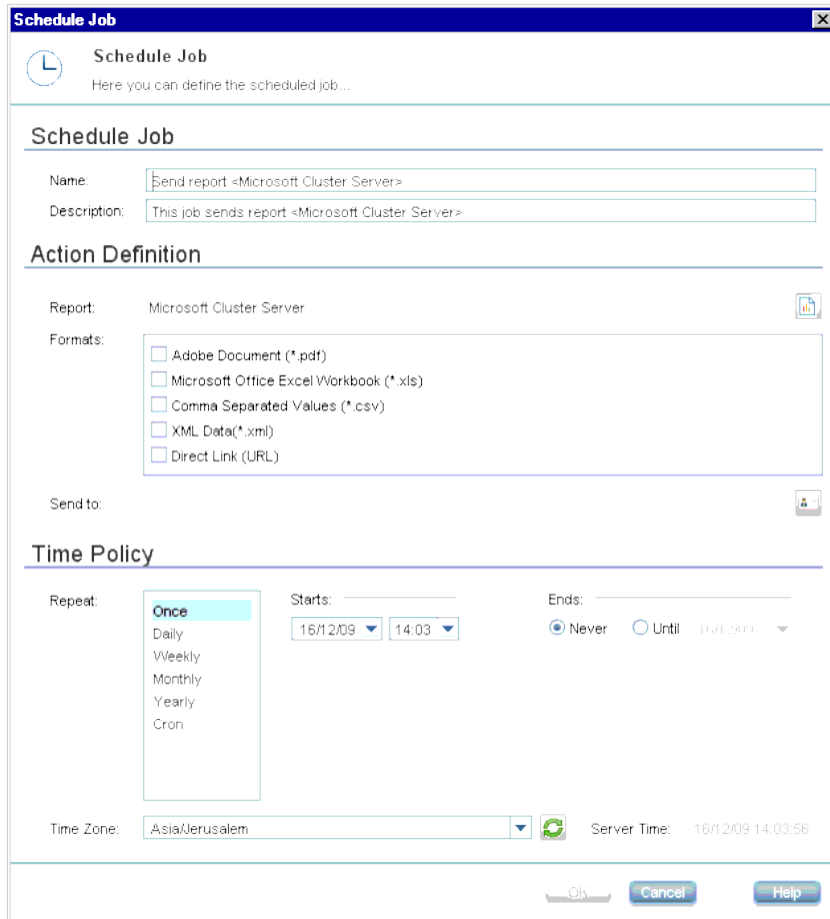 Schedule Job
Schedule Job
Here you can define the scheduled job...
Schedule Job
Name: Send report <Microsoft Cluster Server>
Description: This job sends report <Microsoft Cluster Server>
Action Definition
Report: Microsoft Cluster Server
Formats:
Adobe Document (*.pdf)
Microsoft Office Excel Workbook (*.xls)
Comma Separated Values (*.csv)
XML Data(*.xml)
Direct Link (URL)
Send to:
Time Policy
Repeat:
Once
Daily
Weekly
Monthly
Yearly
Cron
Starts:
16/12/09 14:03
Ends:
Never Until
Time Zone: Asia/Jerusalem Server Time: 16/12/09 14:03:56
Ok Cancel Help